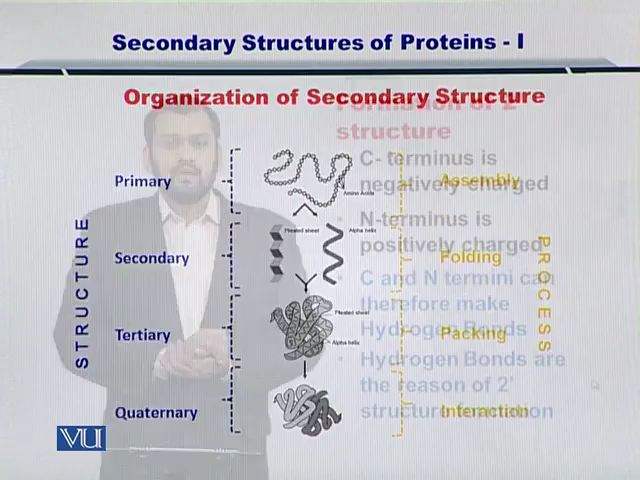 Secondary Structures of Proteins - I
Organization of Secondary Structure
Formation of 2'
structure
C- terminus is
negatively charged
N-terminus is
positively charged
C and N termini can
therefore make
Hydrogen Bonds
Hydrogen Bonds are
the reason of 2'
structure formation
STRUCTURE
Primary
Secondary
Tertiary
Quaternary
Amino Acids
Pleated sheet
Alpha helix
Pleated sheet
Alpha helix
Assembly
Folding
Packing
Interaction
PROCESS
VU